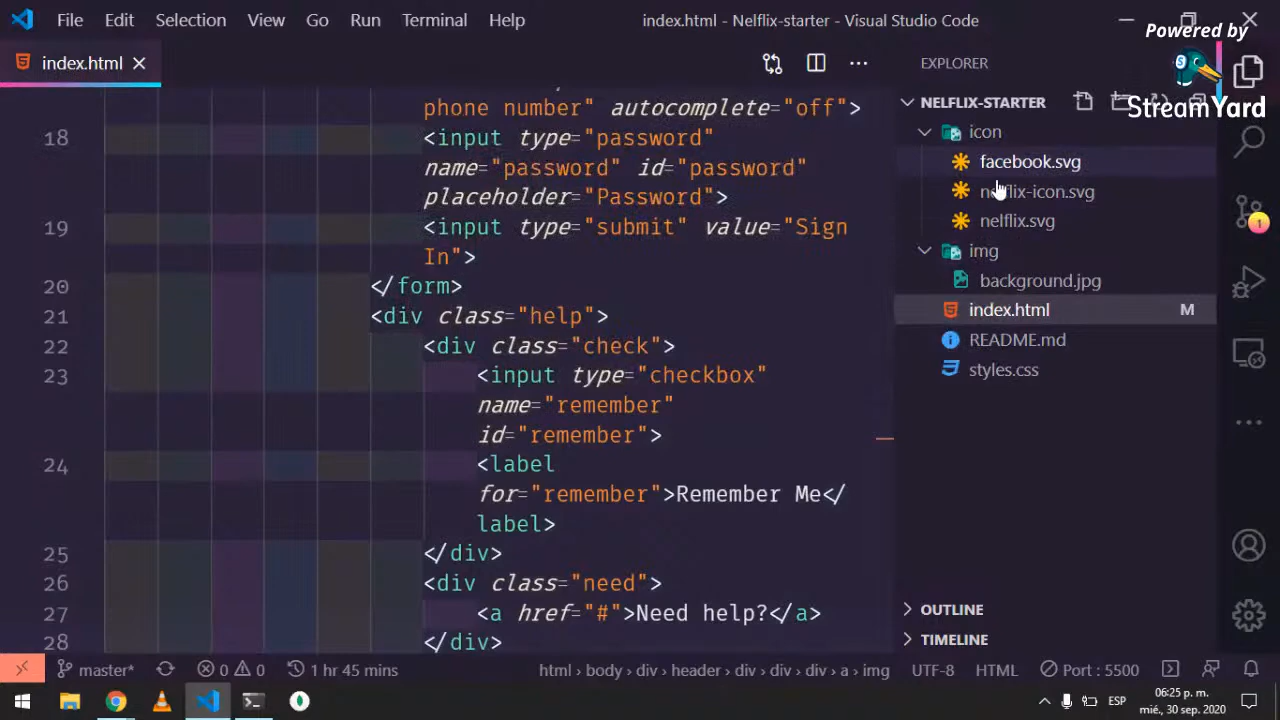 File Edit Selection View Go Run Terminal Help
index.html - Nelflix-starter - Visual Studio Code
Powered by
StreamYard
index.html
EXPLORER
NELFLIX-STARTER
icon
facebook.svg
nelflix-icon.svg
nelflix.svg
img
background.jpg
index.html M
README.md
styles.css
OUTLINE
TIMELINE
phone number" autocomplete="off">
18 <input type="password"
name="password" id="password"
placeholder="Password">
19 <input type="submit" value="Sign
In">
20 </form>
21 <div class="help">
22 <div class="check">
23 <input type="checkbox"
name="remember"
id="remember">
24 <label
for="remember">Remember Me</
label>
25 </div>
26 <div class="need">
27 <a href="#">Need help?</a>
28 </div>
1
master* 0 0 1 hr 45 mins html › body › div › header › div › div › div › a › img UTF-8 HTML Port : 5500
ESP
06:25 p. m.
mié., 30 sep. 2020